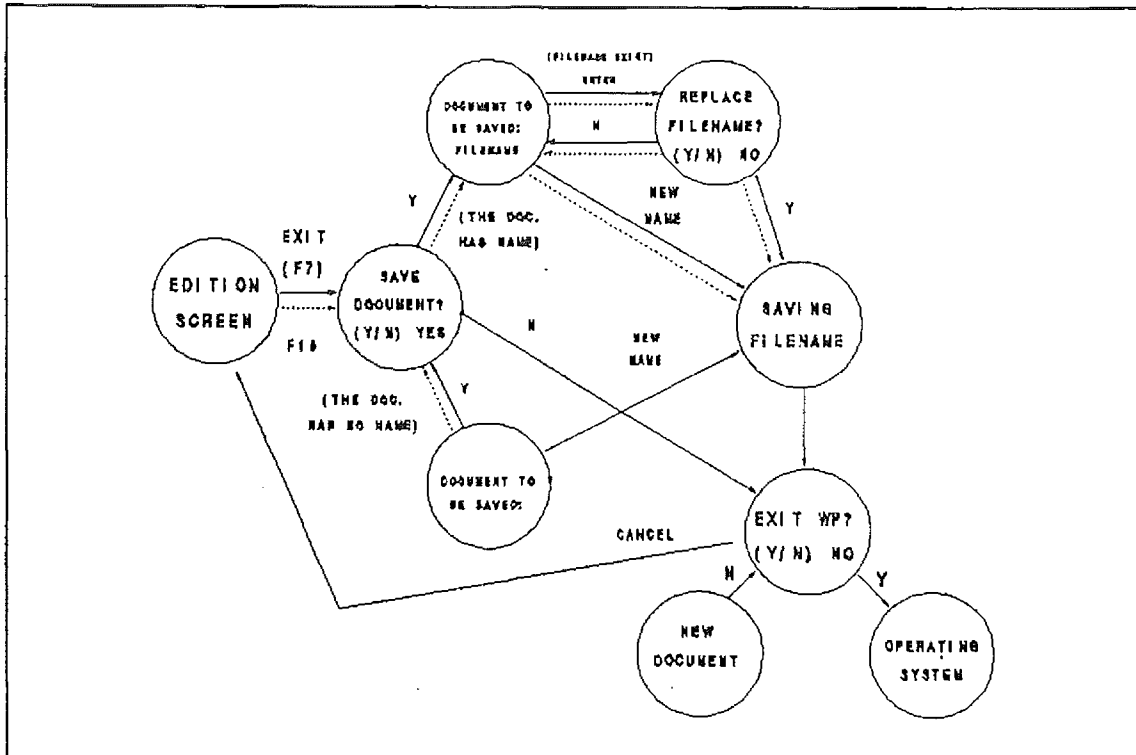 (FILENAME EXIST)
ENTER
DOCUMENT TO
BE SAVED:
FILENAME
N
REPLACE
FILENAME?
(Y/N) NO
Y
(THE DOC.
HAS NAME)
NEW
NAME
Y
EXIT
(F7)
EDITION
SCREEN
F10
SAVE
DOCUMENT?
(Y/N) YES
N
NEW
NAME
SAVING
FILENAME
Y
(THE DOC.
HAS NO NAME)
DOCUMENT TO
BE SAVED:
CANCEL
EXIT WP?
(Y/N) NO
N
Y
NEW
DOCUMENT
OPERATING
SYSTEM